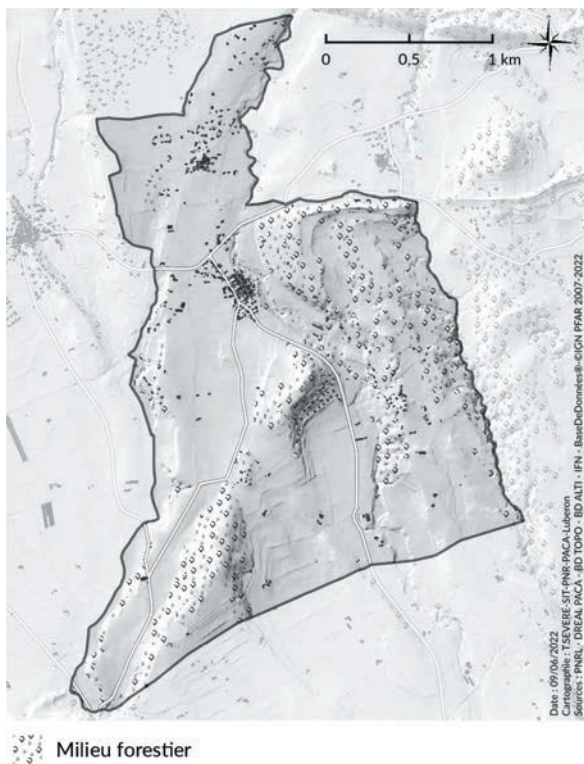 0 0,5 1 km
Date : 09/06/2022
Cartographie : T.SEVERE-SIT-PNR-PACA-Luberon
Sources : PNRL - DREAL PACA - BD TOPO - BD ALTI - IFN - BaseDeDonnées®-©IGN PFAR 2007-2022
Milieu forestier